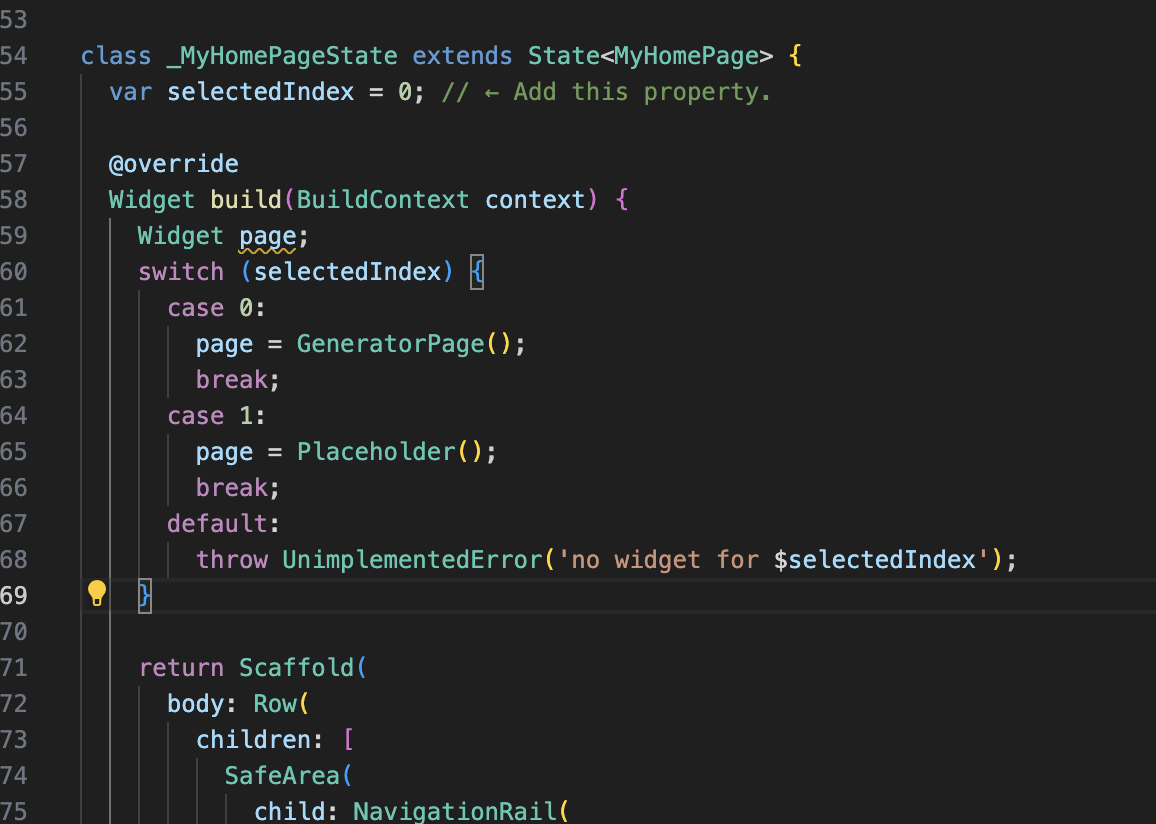 53
54 class _MyHomePageState extends State<MyHomePage> {
55 var selectedIndex = 0; // ← Add this property.
56
57 @override
58 Widget build(BuildContext context) {
59 Widget page;
60 switch (selectedIndex) {
61 case 0:
62 page = GeneratorPage();
63 break;
64 case 1:
65 page = Placeholder();
66 break;
67 default:
68 throw UnimplementedError('no widget for $selectedIndex');
69 }
70
71 return Scaffold(
72 body: Row(
73 children: [
74 SafeArea(
75 child: NavigationRail(